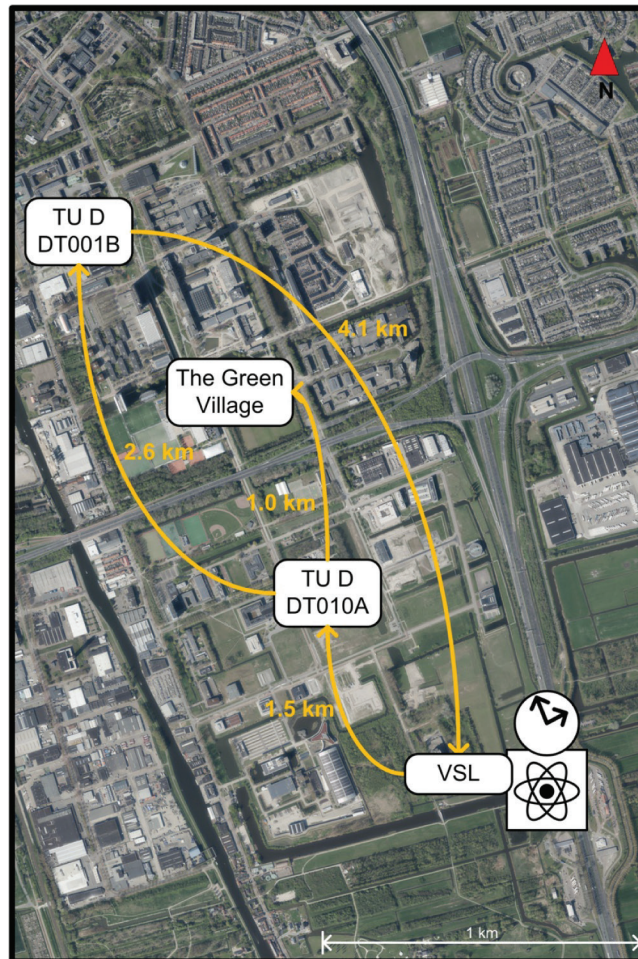 N
TU D
DT001B
4.1 km
The Green
Village
2.6 km
1.0 km
TU D
DT010A
1.5 km
VSL
1 km